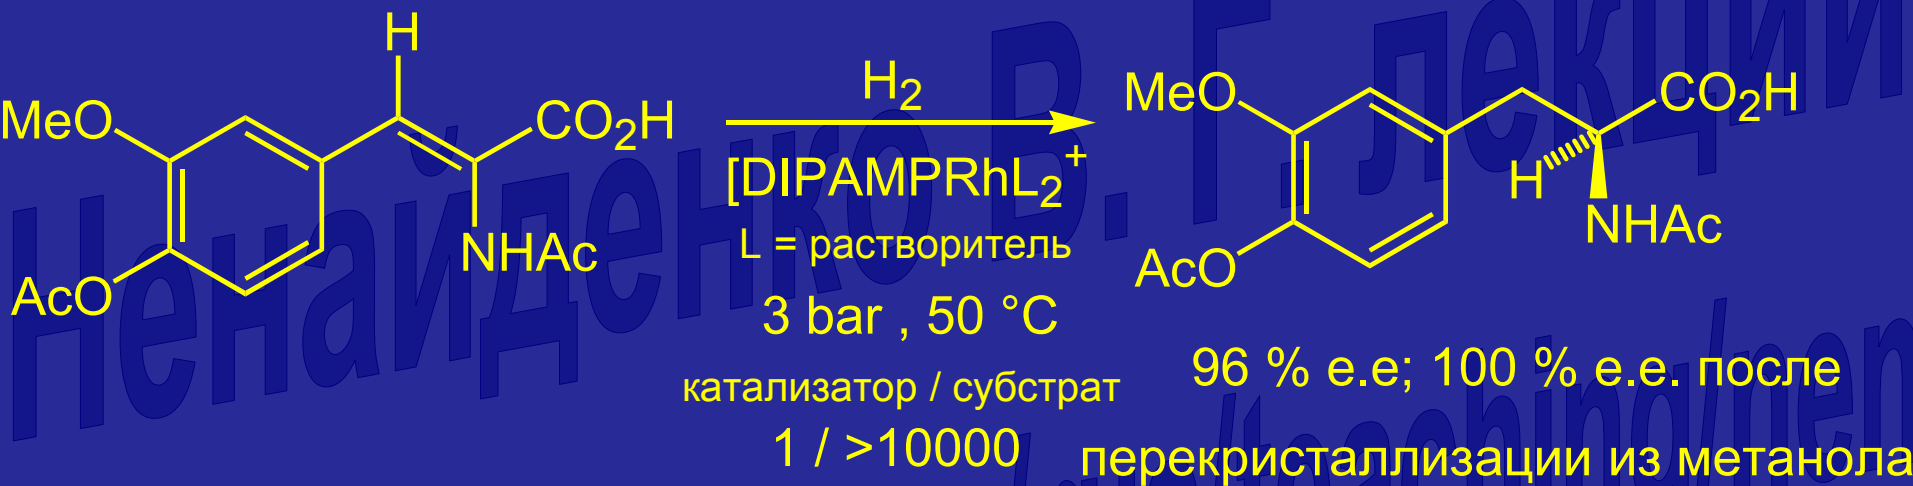 H
MeO
CO2H
NHAc
AcO
H2
[DIPAMPRhL2+
L = растворитель
3 bar , 50 °C
катализатор / субстрат
1 / >10000
MeO
CO2H
H
NHAc
AcO
96 % e.e; 100 % e.e. после
перекристаллизации из метанола
Ненайденко В. Г. лекции